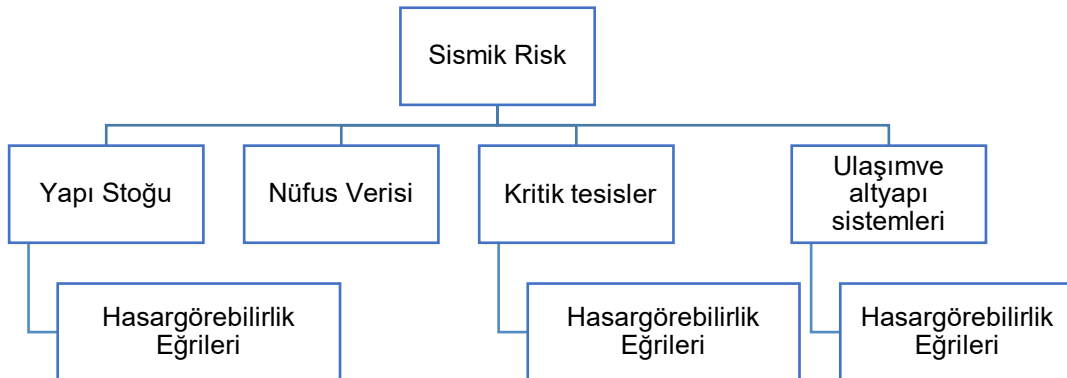 Sismik Risk
Yapı Stoğu
Nüfus Verisi
Kritik tesisler
Ulaşımve
altyapı
sistemleri
Hasargörebilirlik
Eğrileri
Hasargörebilirlik
Eğrileri
Hasargörebilirlik
Eğrileri